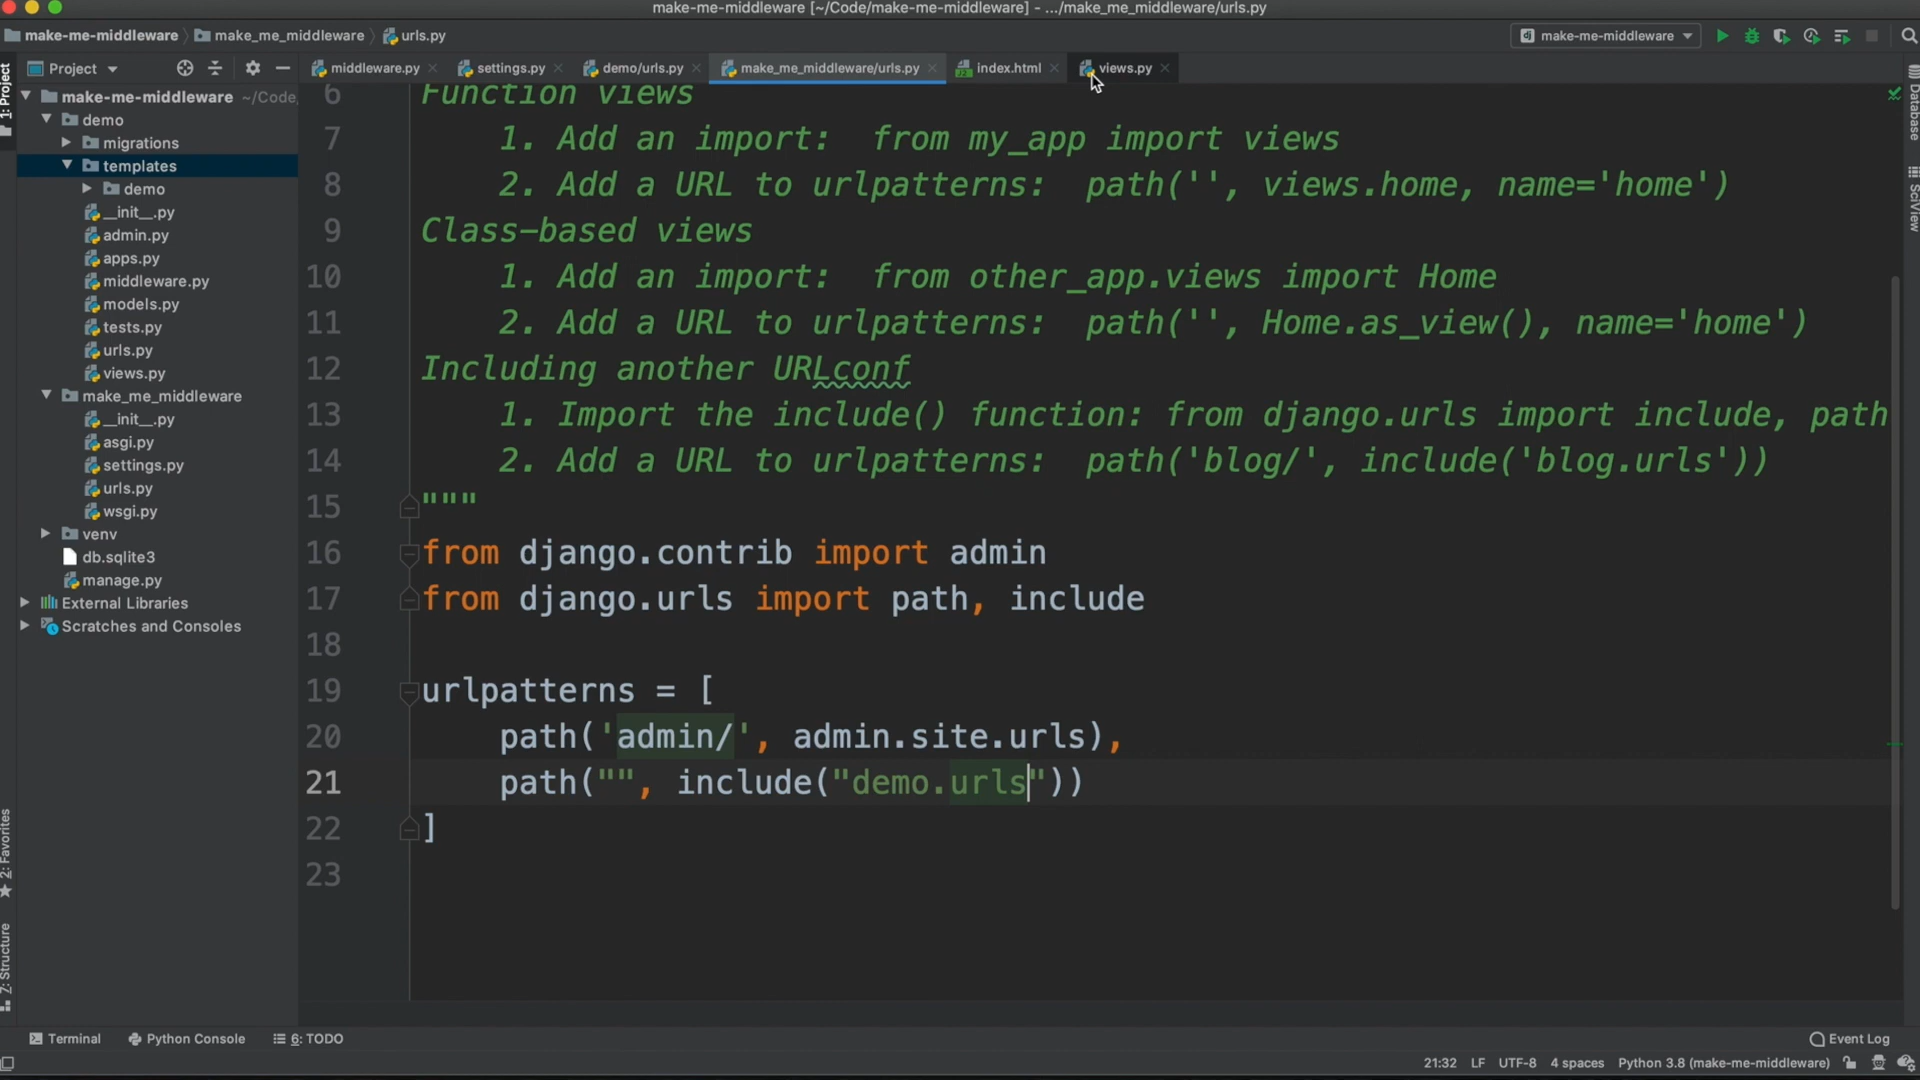 make-me-middleware [~/Code/make-me-middleware] - .../make_me_middleware/urls.py
make-me-middleware make_me_middleware urls.py make-me-middleware
Project middleware.py settings.py demo/urls.py make_me_middleware/urls.py index.html views.py
1: Project
make-me-middleware ~/Code/
demo
migrations
templates
demo
__init__.py
admin.py
apps.py
middleware.py
models.py
tests.py
urls.py
views.py
make_me_middleware
__init__.py
asgi.py
settings.py
urls.py
wsgi.py
venv
db.sqlite3
manage.py
External Libraries
Scratches and Consoles
2: Favorites
Z: Structure
6 Function views
7 1. Add an import:  from my_app import views
8 2. Add a URL to urlpatterns:  path('', views.home, name='home')
9 Class-based views
10 1. Add an import:  from other_app.views import Home
11 2. Add a URL to urlpatterns:  path('', Home.as_view(), name='home')
12 Including another URLconf
13 1. Import the include() function: from django.urls import include, path
14 2. Add a URL to urlpatterns:  path('blog/', include('blog.urls'))
15 """
16 from django.contrib import admin
17 from django.urls import path, include
18
19 urlpatterns = [
20 path('admin/', admin.site.urls),
21 path("", include("demo.urls"))
22 ]
23
Database
SciView
Terminal Python Console 6: TODO Event Log
21:32 LF UTF-8 4 spaces Python 3.8 (make-me-middleware)